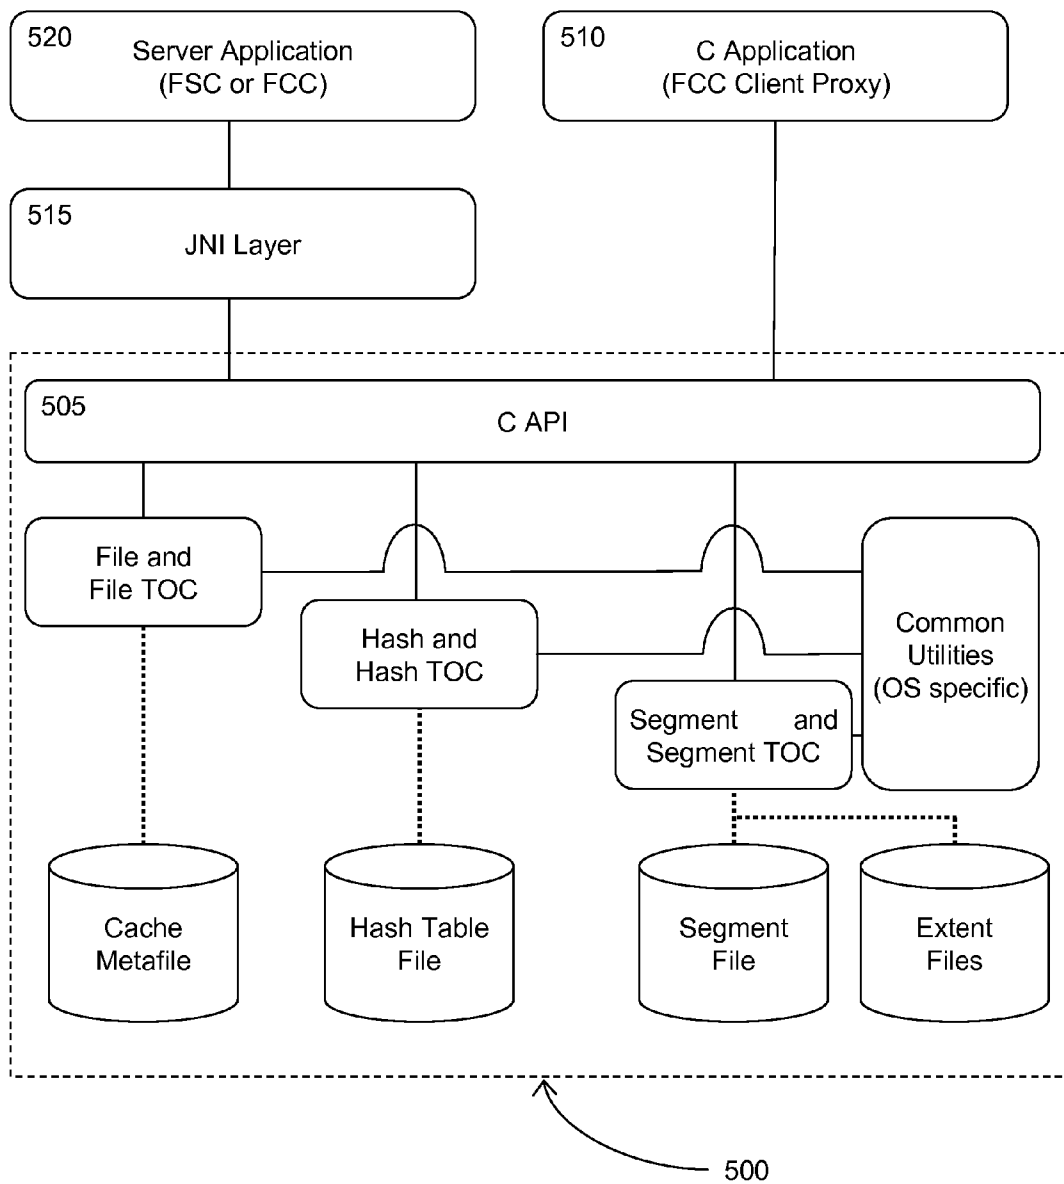 520
Server Application
(FSC or FCC)
510
C Application
(FCC Client Proxy)
515
JNI Layer
505
C API
File and
File TOC
Hash and
Hash TOC
Segment and
Segment TOC
Common
Utilities
(OS specific)
Cache
Metafile
Hash Table
File
Segment
File
Extent
Files
500